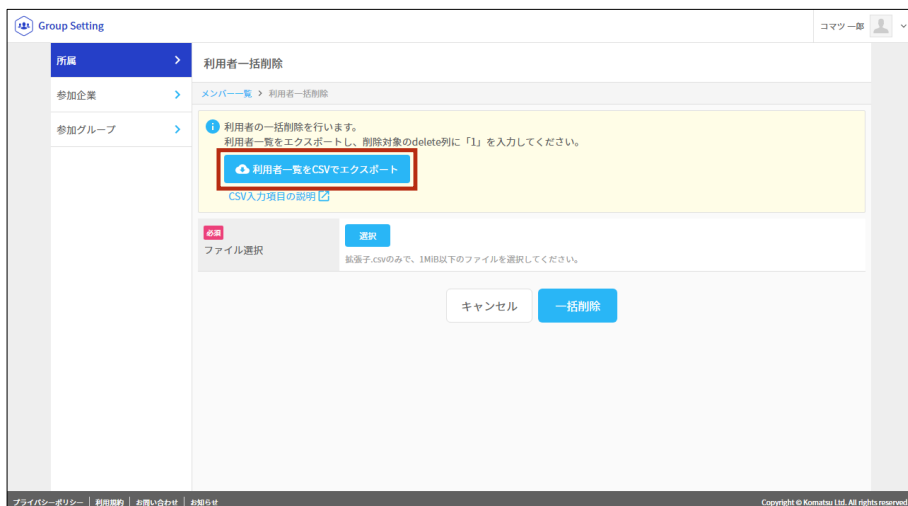 Group Setting
コマツ 一郎
所属
参加企業
参加グループ
利用者一括削除
メンバー一覧 > 利用者一括削除
利用者の一括削除を行います。
利用者一覧をエクスポートし、削除対象のdelete列に「1」を入力してください。
利用者一覧をCSVでエクスポート
CSV入力項目の説明
必須
ファイル選択
選択
拡張子.csvのみで、1MiB以下のファイルを選択してください。
キャンセル
一括削除
プライバシーポリシー | 利用規約 | お問い合わせ | お知らせ
Copyright © Komatsu Ltd. All rights reserved